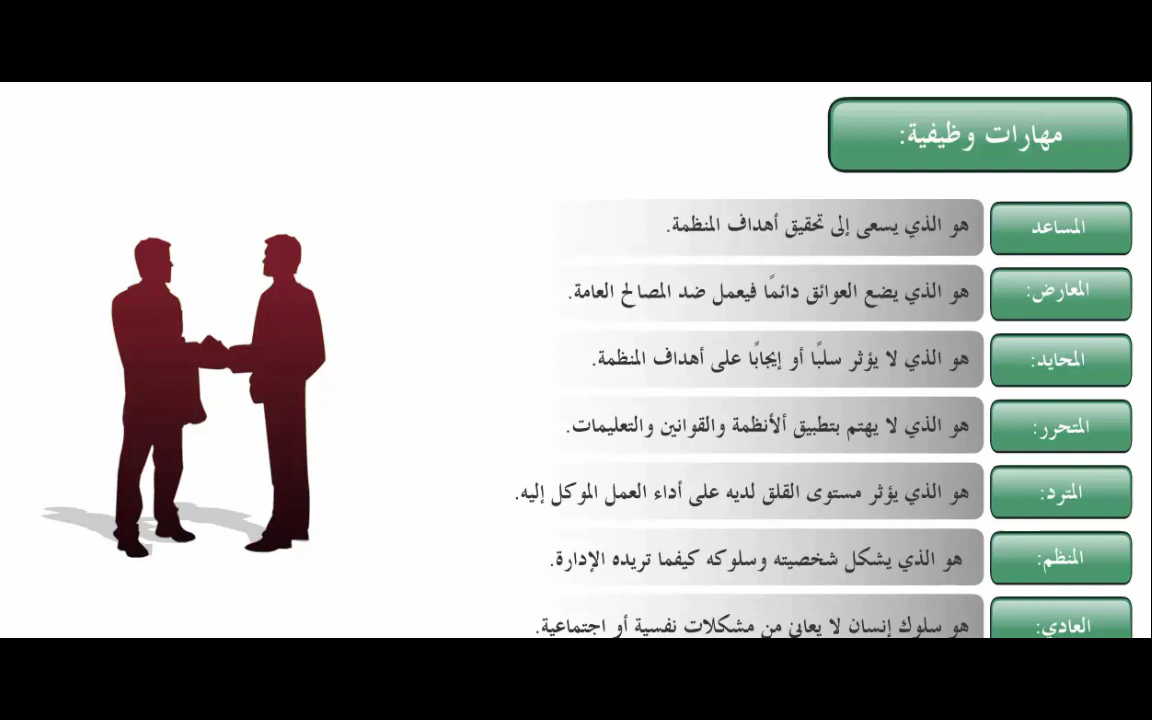 مهارات وظيفية:
المساعد هو الذي يسعى إلى تحقيق أهداف المنظمة.
المعارض: هو الذي يضع العوائق دائمًا فيعمل ضد المصالح العامة.
المحايد: هو الذي لا يؤثر سلبًا أو إيجابًا على أهداف المنظمة.
المتحرر: هو الذي لا يهتم بتطبيق ألأنظمة والقوانين والتعليمات.
المترد: هو الذي يؤثر مستوى القلق لديه على أداء العمل الموكل إليه.
المنظم: هو الذي يشكل شخصيته وسلوكه كيفما تريده الإدارة.
العادي: هو سلوك إنسان لا يعاني من مشكلات نفسية أو اجتماعية.